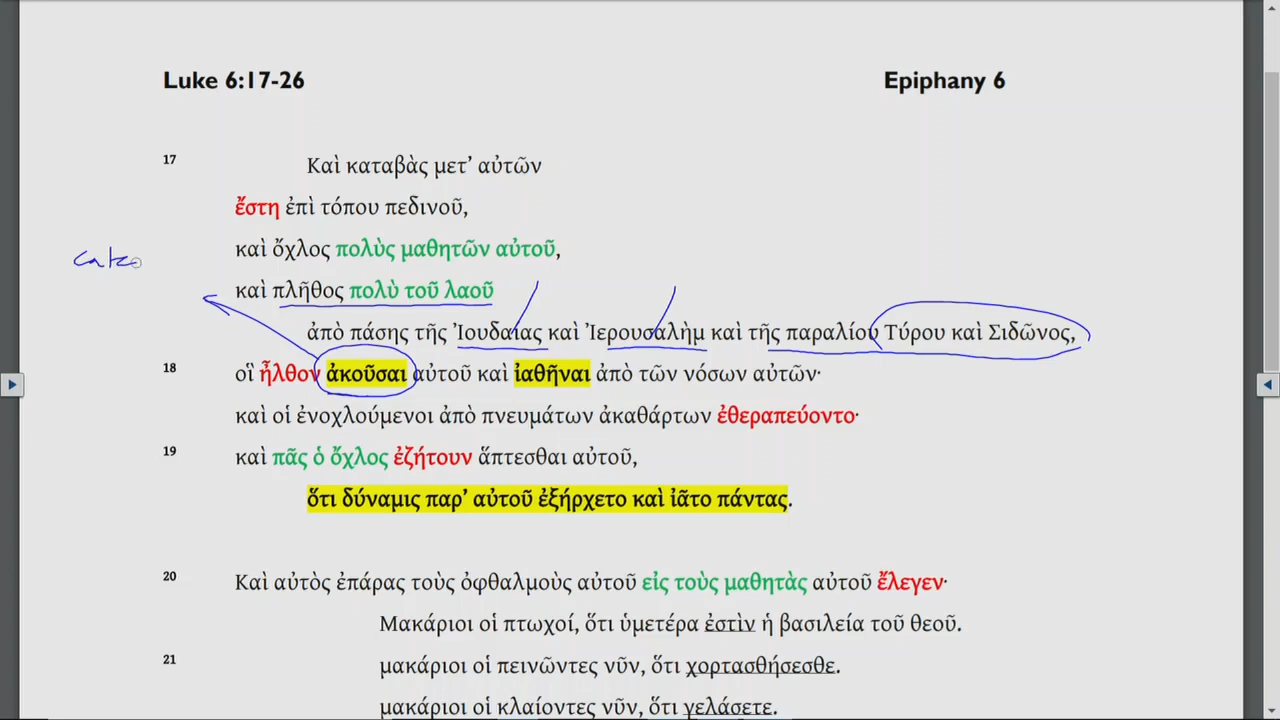 Luke 6:17-26 Epiphany 6
17 Καὶ καταβὰς μετ’ αὐτῶν
ἔστη ἐπὶ τόπου πεδινοῦ,
καὶ ὄχλος πολὺς μαθητῶν αὐτοῦ,
καὶ πλῆθος πολὺ τοῦ λαοῦ
ἀπὸ πάσης τῆς Ἰουδαίας καὶ Ἰερουσαλὴμ καὶ τῆς παραλίου Τύρου καὶ Σιδῶνος,
18 οἳ ἦλθον ἀκοῦσαι αὐτοῦ καὶ ἰαθῆναι ἀπὸ τῶν νόσων αὐτῶν·
καὶ οἱ ἐνοχλούμενοι ἀπὸ πνευμάτων ἀκαθάρτων ἐθεραπεύοντο·
19 καὶ πᾶς ὁ ὄχλος ἐζήτουν ἅπτεσθαι αὐτοῦ,
ὅτι δύναμις παρ’ αὐτοῦ ἐξήρχετο καὶ ἰᾶτο πάντας.
20 Καὶ αὐτὸς ἐπάρας τοὺς ὀφθαλμοὺς αὐτοῦ εἰς τοὺς μαθητὰς αὐτοῦ ἔλεγεν·
Μακάριοι οἱ πτωχοί, ὅτι ὑμετέρα ἐστὶν ἡ βασιλεία τοῦ θεοῦ.
21 μακάριοι οἱ πεινῶντες νῦν, ὅτι χορτασθήσεσθε.
μακάριοι οἱ κλαίοντες νῦν, ὅτι γελάσετε.